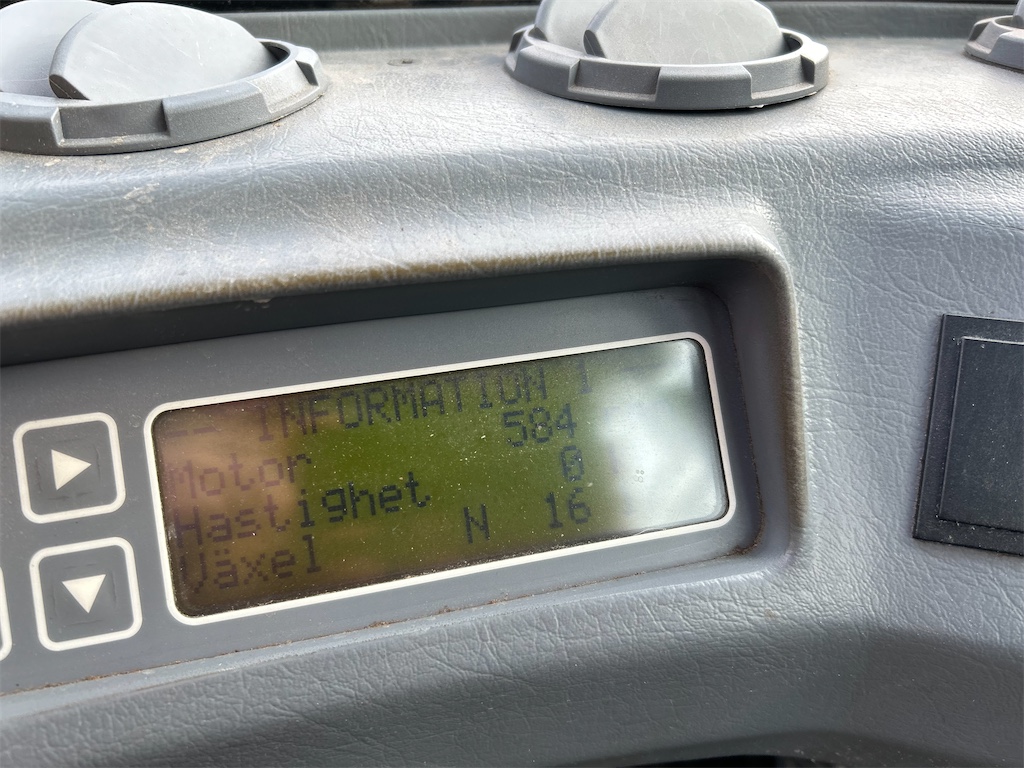 -- INFORMATION 1
Motor 584
Hastighet 0
Växel N 16